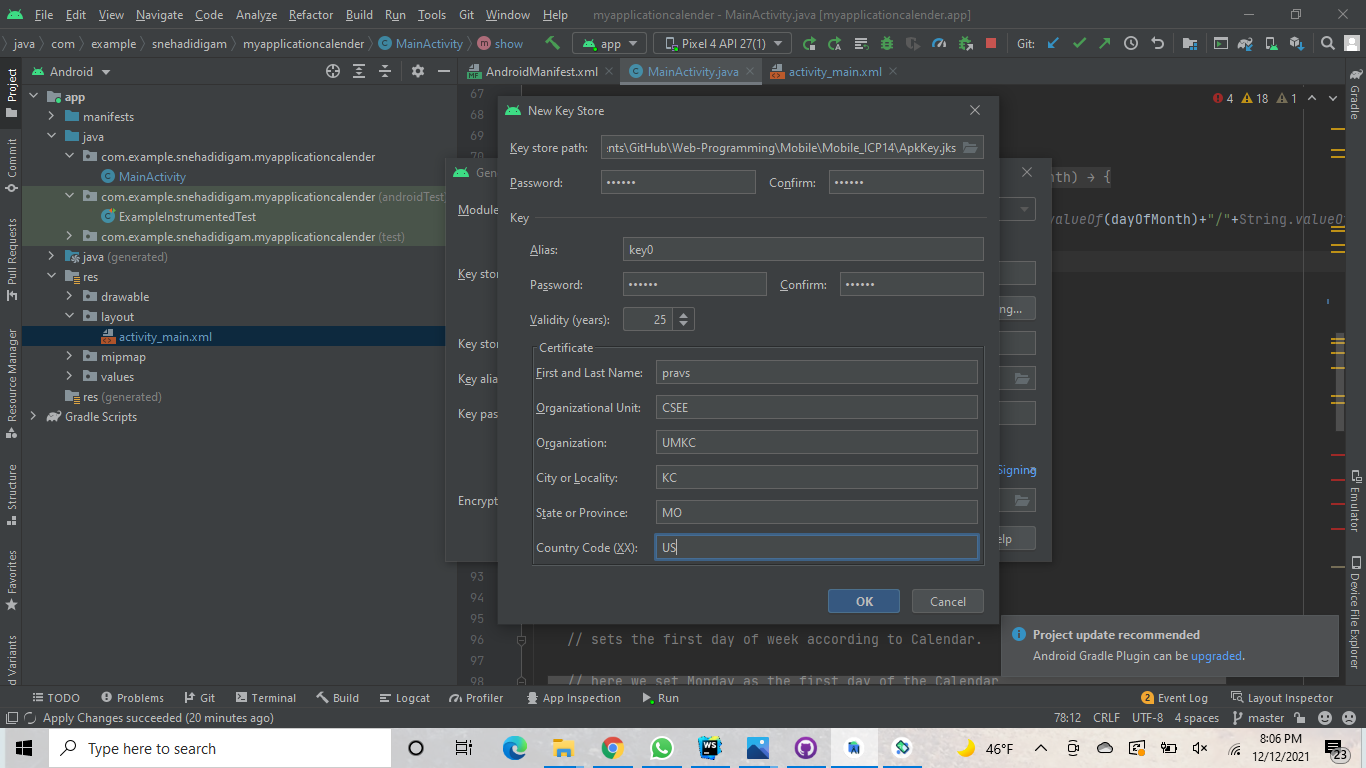 File Edit View Navigate Code Analyze Refactor Build Run Tools Git Window Help myapplicationcalender - MainActivity.java [myapplicationcalender.app]
java com example snehadidigam myapplicationcalender MainActivity show app Pixel 4 API 27(1) Git:
Android AndroidManifest.xml MainActivity.java activity_main.xml
Project
Commit
Pull Requests
Resource Manager
Structure
Favorites
d Variants
app
manifests
java
com.example.snehadidigam.myapplicationcalender
MainActivity
com.example.snehadidigam.myapplicationcalender (androidTest
ExampleInstrumentedTest
com.example.snehadidigam.myapplicationcalender (test)
java (generated)
res
drawable
layout
activity_main.xml
mipmap
values
res (generated)
Gradle Scripts
67
68
69
4 18 1
nth) → {
valueOf(dayOfMonth)+"/"+String.valueO
Gen
Module
Key stor
ng...
Key stor
Key alia
Key pas
Signing
Encrypt
elp
New Key Store
Key store path: :nts\GitHub\Web-Programming\Mobile\Mobile_ICP14\ApkKey.jks
Password: •••••• Confirm: ••••••
Key
Alias: key0
Password: •••••• Confirm: ••••••
Validity (years): 25
Certificate
First and Last Name: pravs
Organizational Unit: CSEE
Organization: UMKC
City or Locality: KC
State or Province: MO
Country Code (XX): US
OK Cancel
93
94
95
96 // sets the first day of week according to Calendar.
97
98 // here we set Monday as the first day of the Calendar
Project update recommended
Android Gradle Plugin can be upgraded.
Gradle
Emulator
Device File Explorer
TODO Problems Git Terminal Build Logcat Profiler App Inspection Run 2 Event Log Layout Inspector
Apply Changes succeeded (20 minutes ago) 78:12 CRLF UTF-8 4 spaces master
Type here to search
WS
46°F
8:06 PM
12/12/2021
23